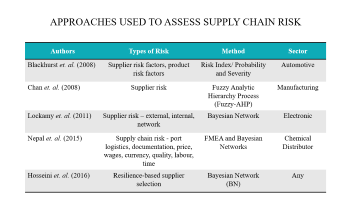 APPROACHES USED TO ASSESS SUPPLY CHAIN RISK
Authors Types of Risk Method Sector
Blackhurst et. al. (2008) Supplier risk factors, product Risk Index/ Probability Automotive
risk factors and Severity
Chan et. al. (2008) Supplier risk Fuzzy Analytic Manufacturing
Hierarchy Process
(Fuzzy-AHP)
Lockamy et. al. (2011) Supplier risk – external, internal, Bayesian Network Electronic
network
Nepal et. al. (2015) Supply chain risk - port FMEA and Bayesian Chemical
logistics, documentation, price, Networks Distributor
wages, currency, quality, labour,
time
Hosseini et. al. (2016) Resilience-based supplier Bayesian Network Any
selection (BN)